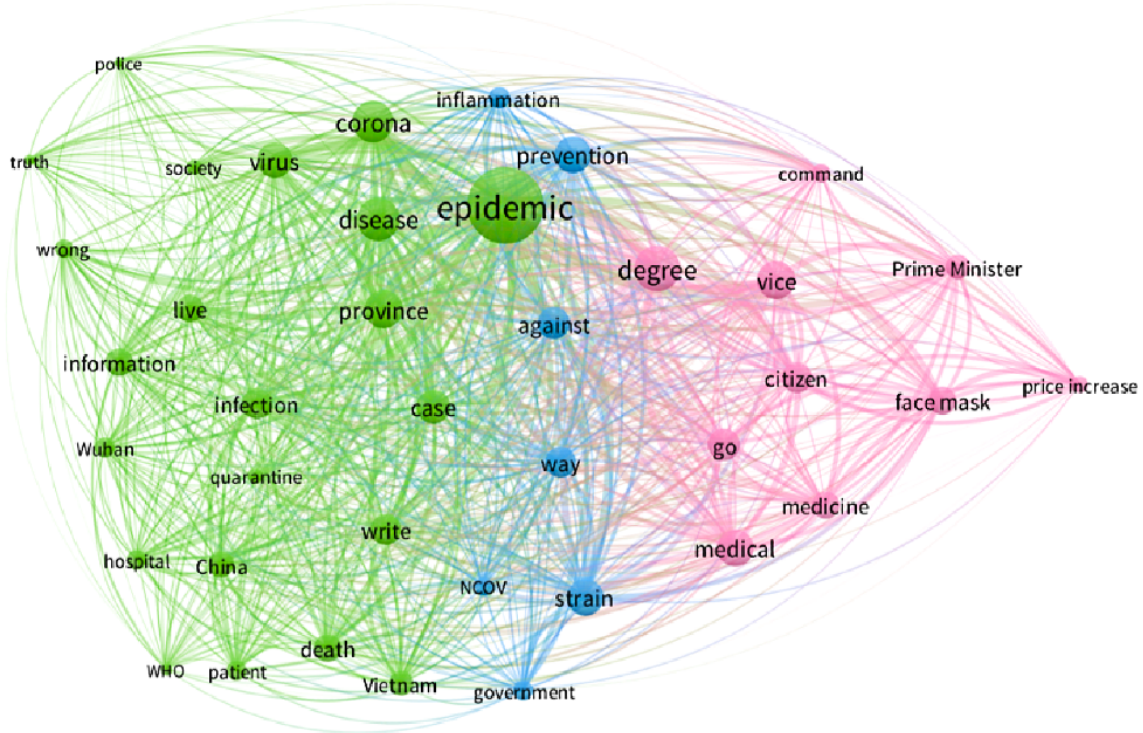 police
inflammation
corona
prevention
truth
society
virus
command
epidemic
disease
wrong
degree
Prime Minister
vice
live
province
against
information
citizen
price increase
infection
case
face mask
Wuhan
go
way
quarantine
medicine
write
medical
hospital
China
NCOV
strain
death
WHO
patient
Vietnam
government